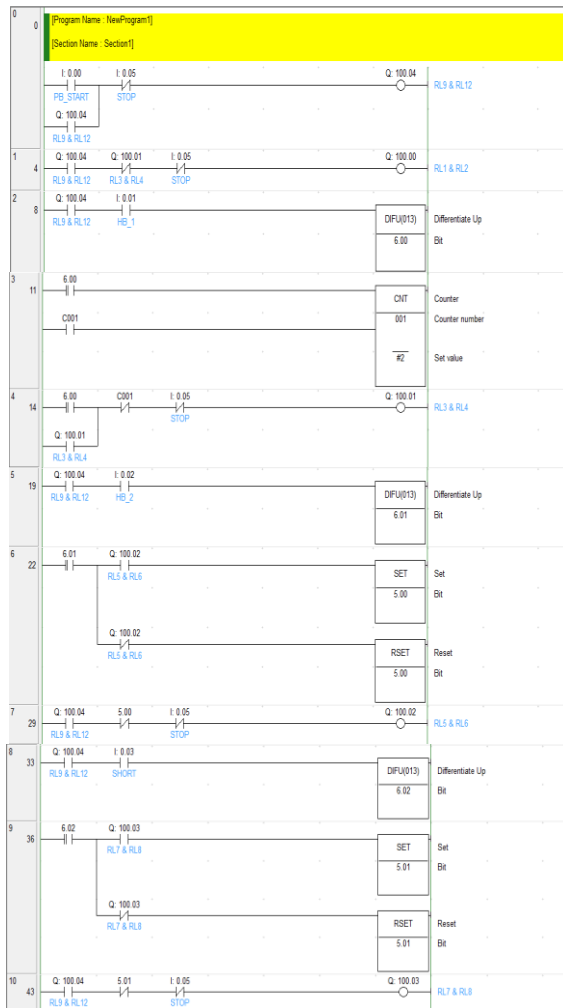 0
0
[Program Name : NewProgram1]
[Section Name : Section1]
I: 0.00 I: 0.05 Q: 100.04
PB_START STOP RL9 & RL12
Q: 100.04
RL9 & RL12
1
4
Q: 100.04 Q: 100.01 I: 0.05 Q: 100.00
RL9 & RL12 RL3 & RL4 STOP RL1 & RL2
2
8
Q: 100.04 I: 0.01
RL9 & RL12 HB_1
DIFU(013) Differentiate Up
6.00 Bit
3
11
6.00
CNT Counter
C001
001 Counter number
#2 Set value
4
14
6.00 C001 I: 0.05 Q: 100.01
STOP RL3 & RL4
Q: 100.01
RL3 & RL4
5
19
Q: 100.04 I: 0.02
RL9 & RL12 HB_2
DIFU(013) Differentiate Up
6.01 Bit
6
22
6.01 Q: 100.02
RL5 & RL6
SET Set
5.00 Bit
Q: 100.02
RL5 & RL6
RSET Reset
5.00 Bit
7
29
Q: 100.04 5.00 I: 0.05 Q: 100.02
RL9 & RL12 STOP RL5 & RL6
8
33
Q: 100.04 I: 0.03
RL9 & RL12 SHORT
DIFU(013) Differentiate Up
6.02 Bit
9
36
6.02 Q: 100.03
RL7 & RL8
SET Set
5.01 Bit
Q: 100.03
RL7 & RL8
RSET Reset
5.01 Bit
10
43
Q: 100.04 5.01 I: 0.05 Q: 100.03
RL9 & RL12 STOP RL7 & RL8